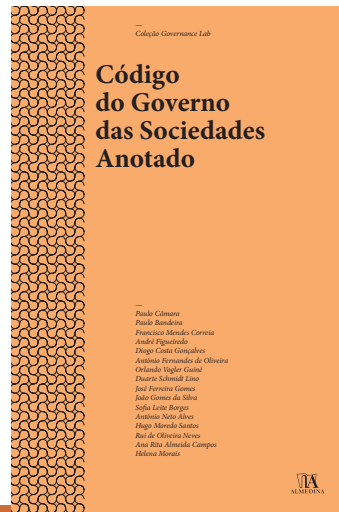 —
Coleção Governance Lab
Código
do Governo
das Sociedades
Anotado
—
Paulo Câmara
Paulo Bandeira
Francisco Mendes Correia
André Figueiredo
Diogo Costa Gonçalves
António Fernandes de Oliveira
Orlando Vogler Guiné
Duarte Schmidt Lino
José Ferreira Gomes
João Gomes da Silva
Sofia Leite Borges
António Neto Alves
Hugo Moredo Santos
Rui de Oliveira Neves
Ana Rita Almeida Campos
Helena Morais
ALMEDINA